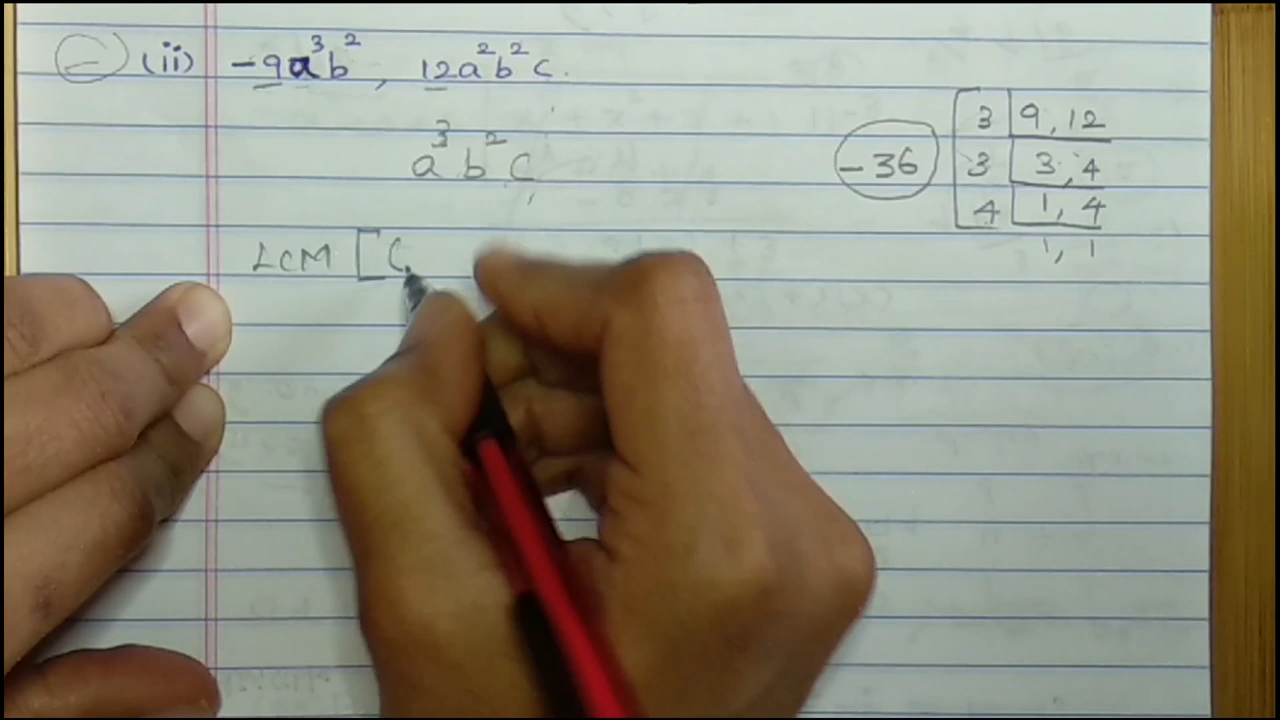 (ii) -9a³b², 12a²b²c.
a³b²c
-36
3 | 9, 12
3 | 3, 4
4 | 1, 4
1, 1
LCM [(